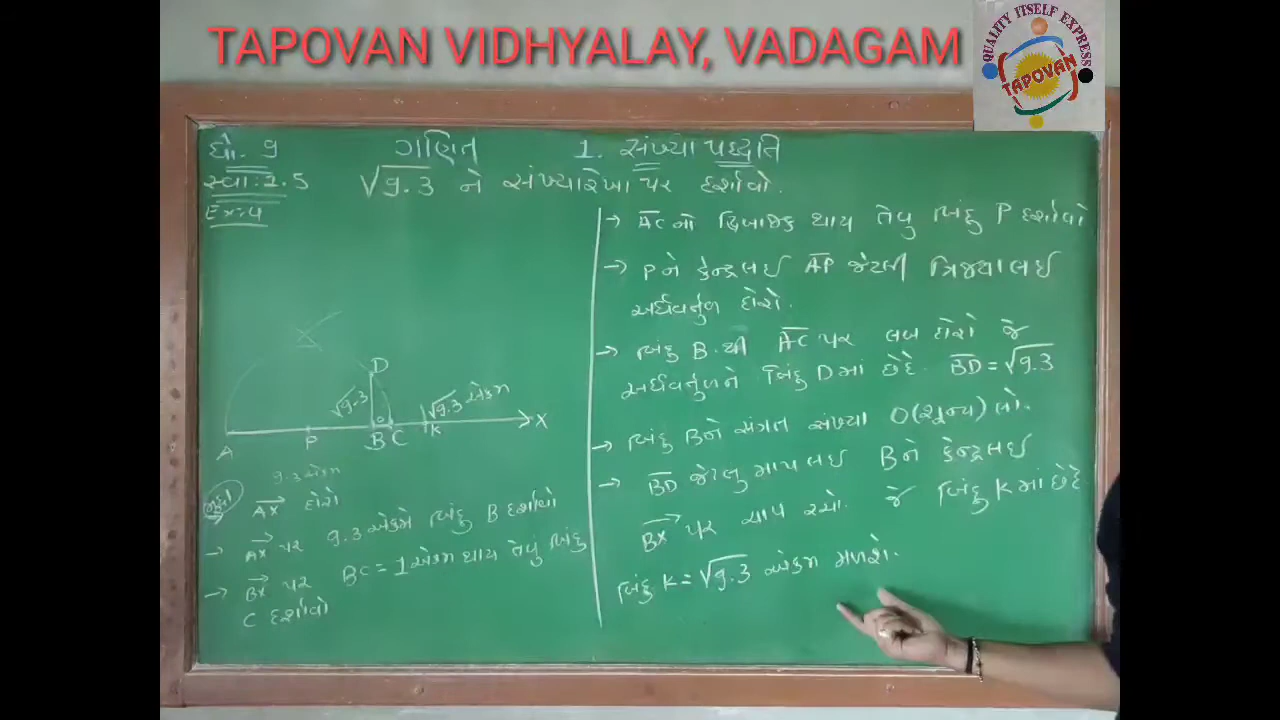 TAPOVAN VIDHYALAY, VADAGAM
QUALITY ITSELF EXPRESS
TAPOVAN
ધો. 9 ગણિત 1. સંખ્યા પદ્ધતિ
સ્વા: 1.5 √9.3 ને સંખ્યારેખા પર દર્શાવો.
Ex:4
D
√9.3
√9.3 એકમ
A P B C K X
9.3 એકમ
મુદ્દા
AX દોરો
→ AX પર 9.3 એકમે બિંદુ B દર્શાવો
→ BX પર BC = 1 એકમ થાય તેવું બિંદુ
C દર્શાવો
→ AC નો દ્વિભાજક થાય તેવુ બિંદુ P દર્શાવો
→ P ને કેન્દ્ર લઈ AP જેટલી ત્રિજ્યા લઈ
અર્ધવર્તુળ દોરો.
→ બિંદુ B થી AC પર લંબ દોરો જે
અર્ધવર્તુળને બિંદુ D માં છેદે. BD = √9.3
→ બિંદુ B ને સંગત સંખ્યા 0 (શૂન્ય) લો.
→ BD જેટલુ માપ લઈ B ને કેન્દ્ર લઈ
BX પર ચાપ રચો. જે બિંદુ K માં છેદે
બિંદુ K = √9.3 એકમ મળશે.